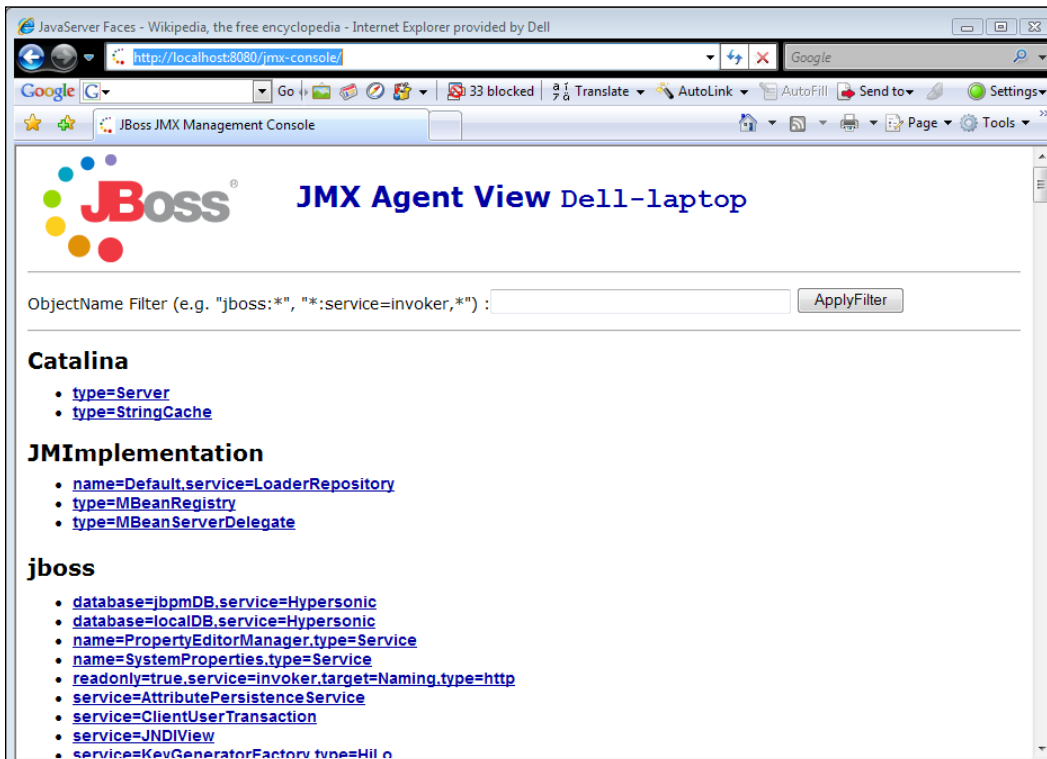 JavaServer Faces - Wikipedia, the free encyclopedia - Internet Explorer provided by Dell
http://localhost:8080/jmx-console/
Google
Google G Go 33 blocked Translate AutoLink AutoFill Send to Settings
JBoss JMX Management Console Page Tools
JBoss® JMX Agent View Dell-laptop
ObjectName Filter (e.g. "jboss:*", "*:service=invoker,*") : ApplyFilter
Catalina
type=Server
type=StringCache
JMImplementation
name=Default,service=LoaderRepository
type=MBeanRegistry
type=MBeanServerDelegate
jboss
database=jbpmDB,service=Hypersonic
database=localDB,service=Hypersonic
name=PropertyEditorManager,type=Service
name=SystemProperties,type=Service
readonly=true,service=invoker,target=Naming,type=http
service=AttributePersistenceService
service=ClientUserTransaction
service=JNDIView
service=KeyGeneratorFactory,type=HiLo